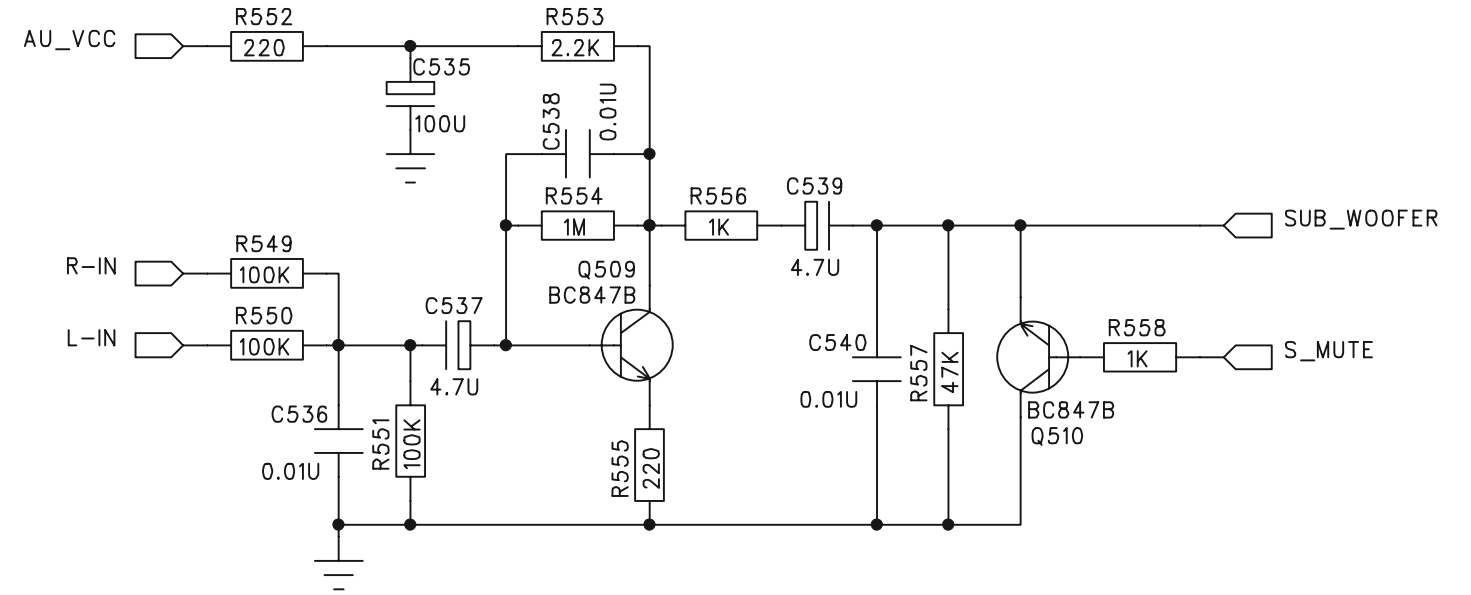 R552
R553
AU_VCC
220
2.2K
C535
100U
C538
0.01U
R554
1M
R556
1K
C539
4.7U
SUB_WOOFER
R549
R-IN
100K
Q509
BC847B
C537
4.7U
R550
L-IN
100K
C540
0.01U
R557
47K
R558
1K
S_MUTE
BC847B
Q510
C536
0.01U
R551
100K
R555
220